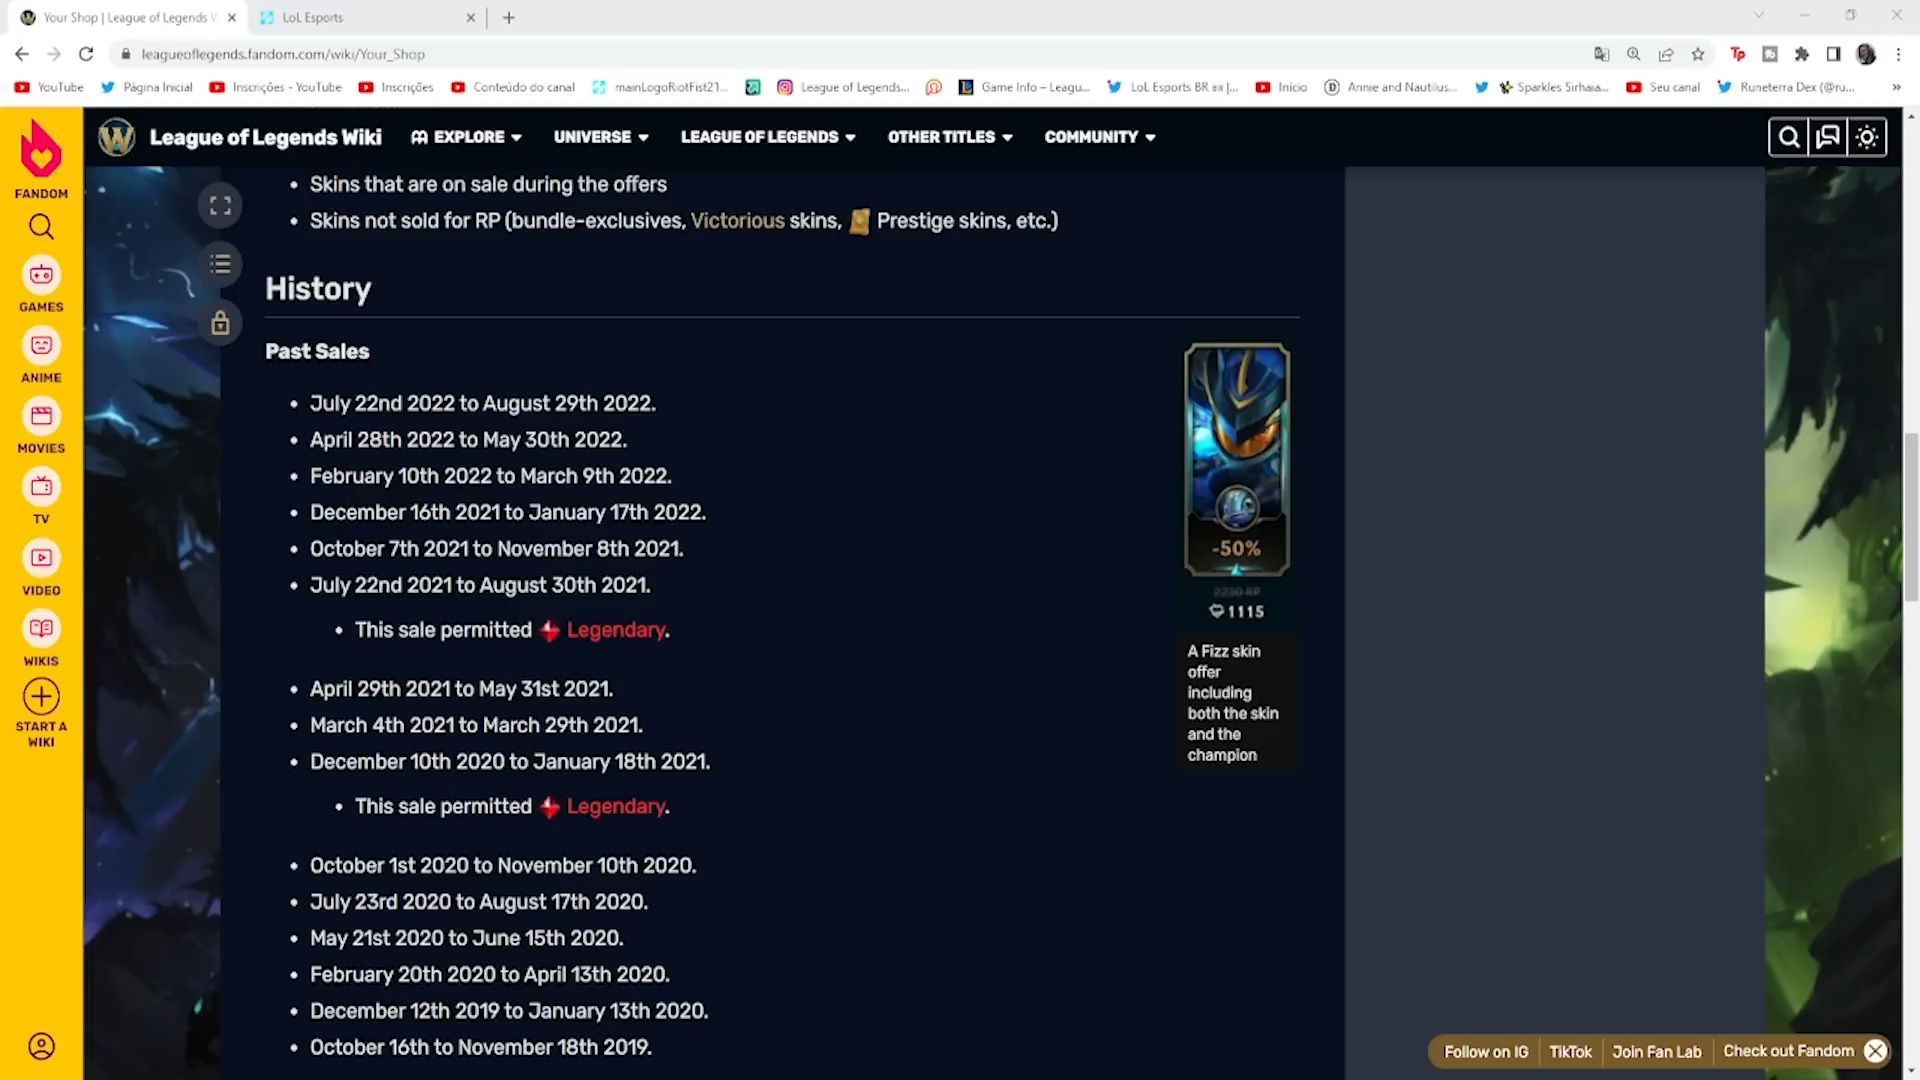 Your Shop | League of Legends W
LoL Esports
leagueoflegends.fandom.com/wiki/Your_Shop
YouTube
Página Inicial
Inscrições - YouTube
Inscrições
Conteúdo do canal
mainLogoRiotFist21...
League of Legends...
Game Info – Leagu...
LoL Esports BR BR |...
Início
Annie and Nautilus...
Sparkles Sirhaia...
Seu canal
Runeterra Dex (@ru...
»
League of Legends Wiki
EXPLORE
UNIVERSE
LEAGUE OF LEGENDS
OTHER TITLES
COMMUNITY
FANDOM
GAMES
ANIME
MOVIES
TV
VIDEO
WIKIS
START A
WIKI
• Skins that are on sale during the offers
• Skins not sold for RP (bundle-exclusives, Victorious skins, Prestige skins, etc.)
History
Past Sales
• July 22nd 2022 to August 29th 2022.
• April 28th 2022 to May 30th 2022.
• February 10th 2022 to March 9th 2022.
• December 16th 2021 to January 17th 2022.
• October 7th 2021 to November 8th 2021.
• July 22nd 2021 to August 30th 2021.
• This sale permitted Legendary.
• April 29th 2021 to May 31st 2021.
• March 4th 2021 to March 29th 2021.
• December 10th 2020 to January 18th 2021.
• This sale permitted Legendary.
• October 1st 2020 to November 10th 2020.
• July 23rd 2020 to August 17th 2020.
• May 21st 2020 to June 15th 2020.
• February 20th 2020 to April 13th 2020.
• December 12th 2019 to January 13th 2020.
• October 16th to November 18th 2019.
-50%
2230 RP
1115
A Fizz skin
offer
including
both the skin
and the
champion
Follow on IG
TikTok
Join Fan Lab
Check out Fandom